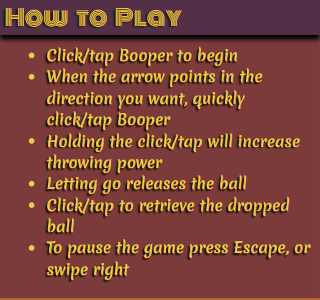 How to Play
• Click/tap Booper to begin
• When the arrow points in the
direction you want, quickly
click/tap Booper
• Holding the click/tap will increase
throwing power
• Letting go releases the ball
• Click/tap to retrieve the dropped
ball
• To pause the game press Escape, or
swipe right